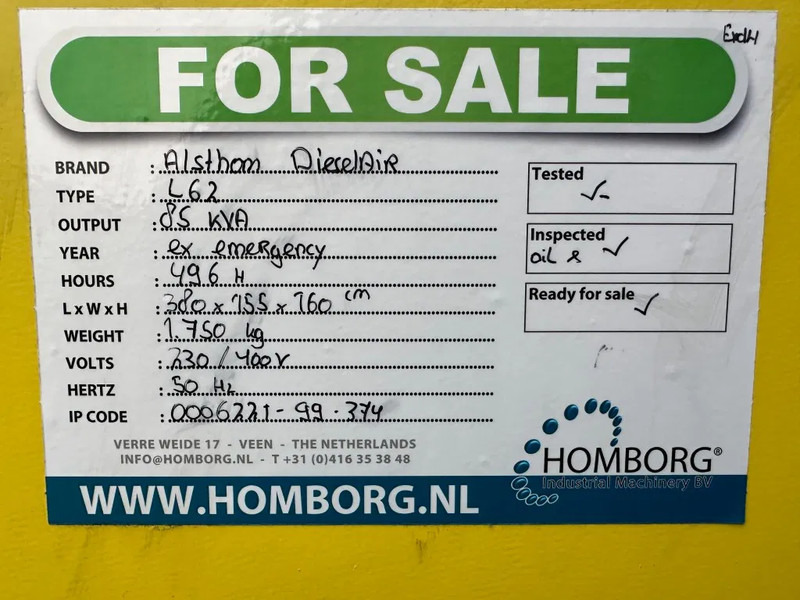 FOR SALE
BRAND : Alsthom DieselAir
TYPE : L62
OUTPUT : 85 KVA
YEAR : ex emergency
HOURS : 496 H
L x W x H : 380 x 155 x 160 cm
WEIGHT : 1.750 kg
VOLTS : 230/400V
HERTZ : 50 Hz
IP CODE : 0006221-99-374
Tested ✓
Inspected ✓
oil &
Ready for sale ✓
VERRE WEIDE 17 - VEEN - THE NETHERLANDS
INFO@HOMBORG.NL - T +31 (0)416 35 38 48
HOMBORG®
Industrial Machinery BV
WWW.HOMBORG.NL